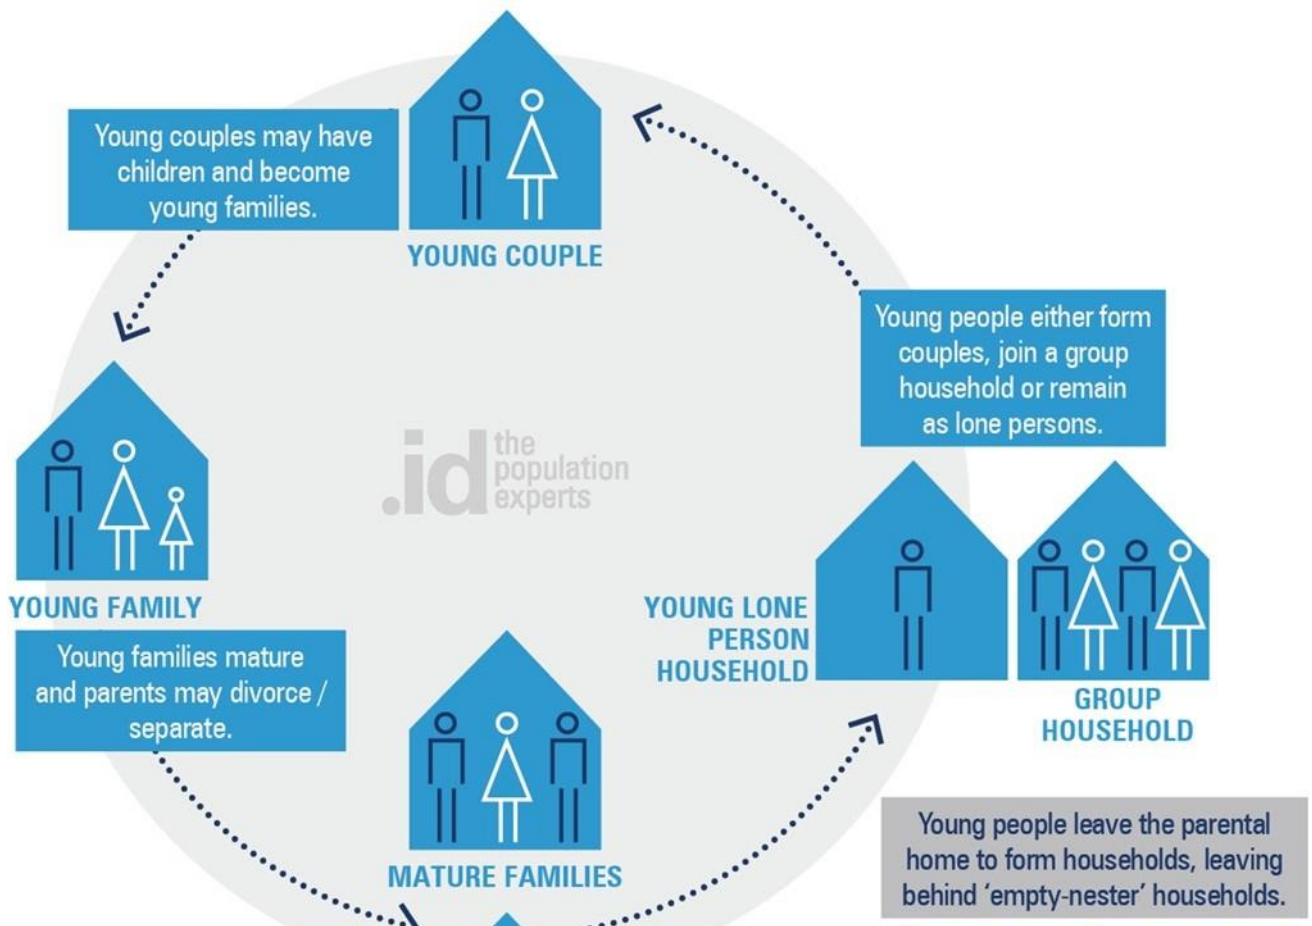 Young couples may have
children and become
young families.
YOUNG COUPLE
Young people either form
couples, join a group
household or remain
as lone persons.
.id the
population
experts
YOUNG FAMILY
Young families mature
and parents may divorce /
separate.
YOUNG LONE
PERSON
HOUSEHOLD
GROUP
HOUSEHOLD
MATURE FAMILIES
Young people leave the parental
home to form households, leaving
behind ‘empty-nester’ households.